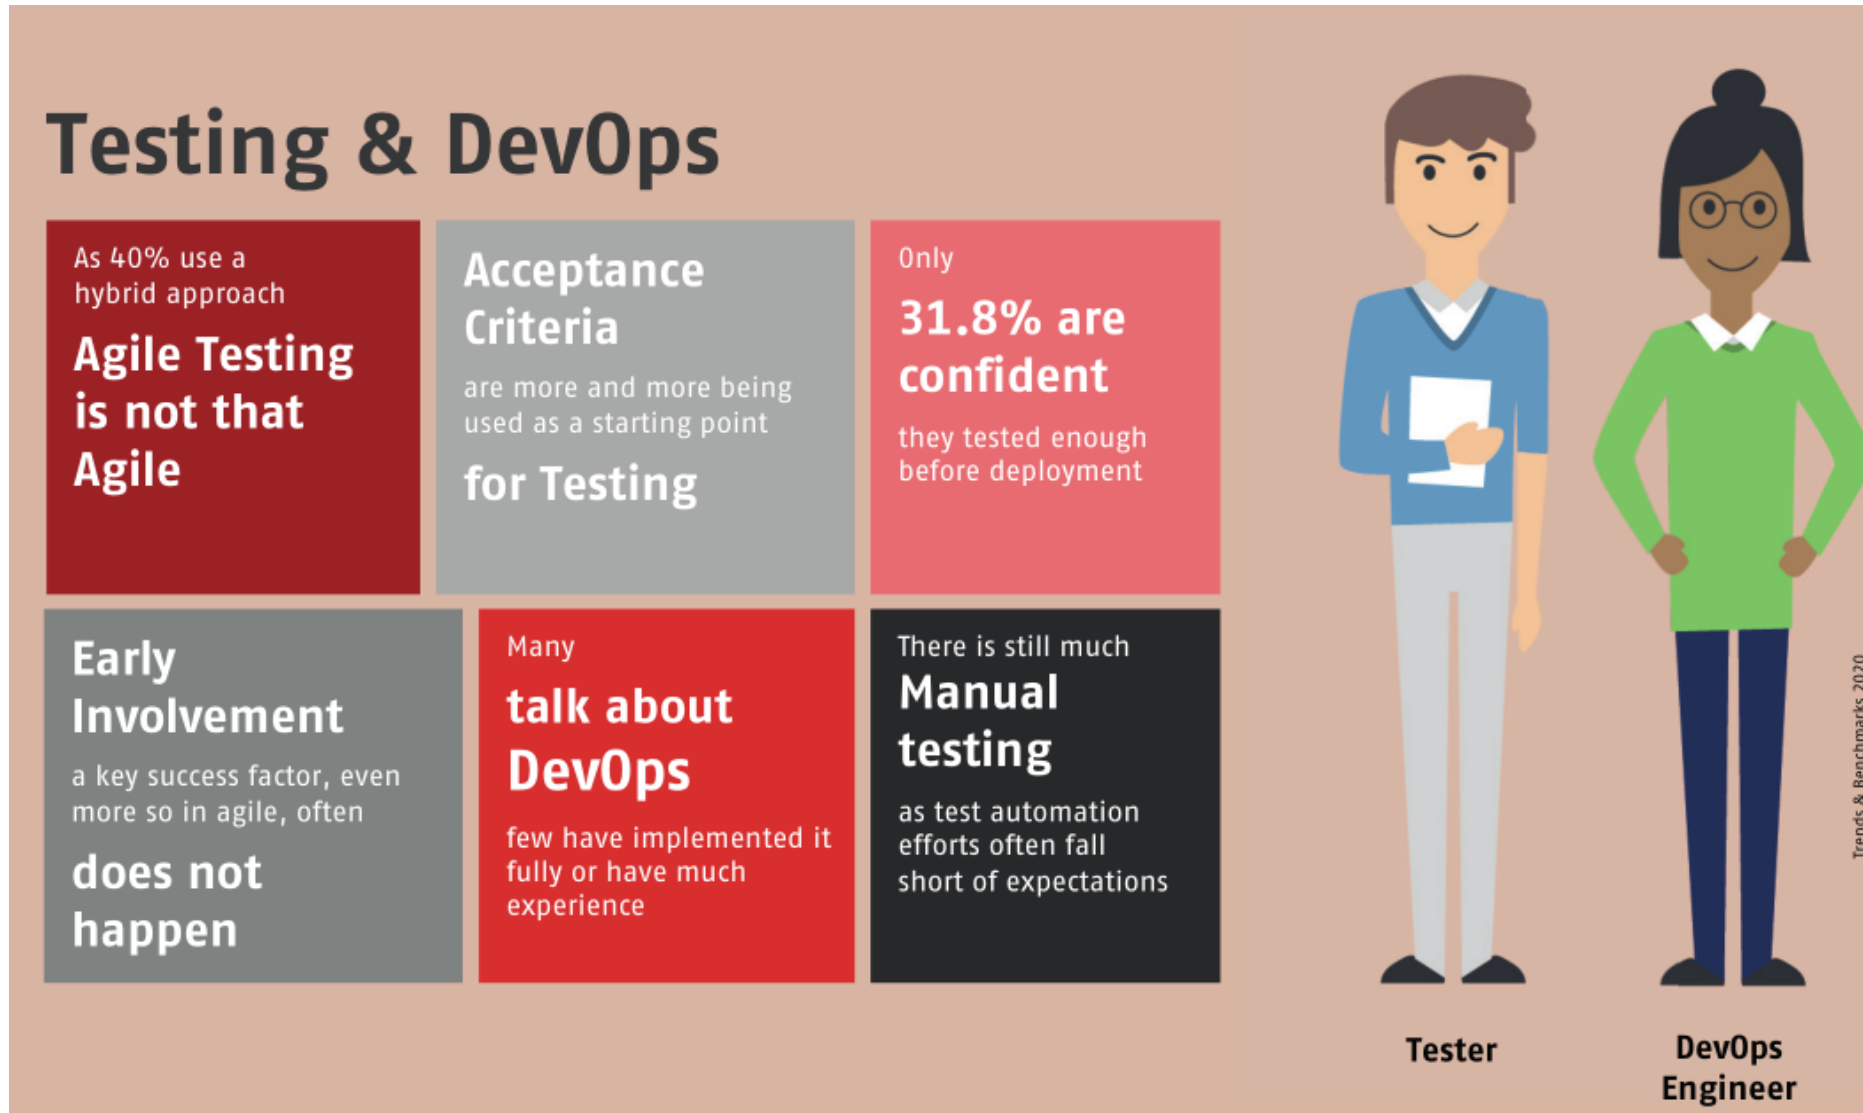 Testing & DevOps
As 40% use a
hybrid approach
Agile Testing
is not that
Agile
Acceptance
Criteria
are more and more being
used as a starting point
for Testing
Only
31.8% are
confident
they tested enough
before deployment
Early
Involvement
a key success factor, even
more so in agile, often
does not
happen
Many
talk about
DevOps
few have implemented it
fully or have much
experience
There is still much
Manual
testing
as test automation
efforts often fall
short of expectations
Tester
DevOps
Engineer
Trends & Benchmarks 2020